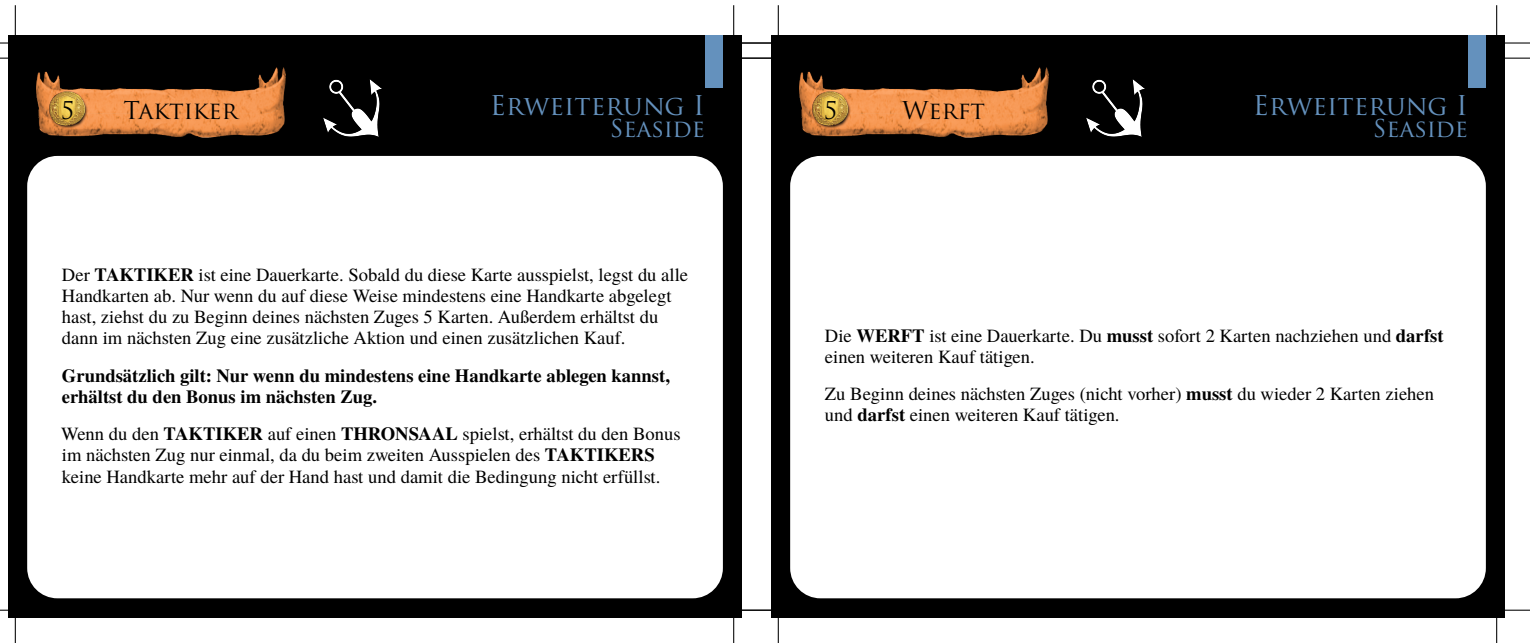 5 Taktiker
Erweiterung I
Seaside
Der TAKTIKER ist eine Dauerkarte. Sobald du diese Karte ausspielst, legst du alle
Handkarten ab. Nur wenn du auf diese Weise mindestens eine Handkarte abgelegt
hast, ziehst du zu Beginn deines nächsten Zuges 5 Karten. Außerdem erhältst du
dann im nächsten Zug eine zusätzliche Aktion und einen zusätzlichen Kauf.
Grundsätzlich gilt: Nur wenn du mindestens eine Handkarte ablegen kannst,
erhältst du den Bonus im nächsten Zug.
Wenn du den TAKTIKER auf einen THRONSAAL spielst, erhältst du den Bonus
im nächsten Zug nur einmal, da du beim zweiten Ausspielen des TAKTIKERS
keine Handkarte mehr auf der Hand hast und damit die Bedingung nicht erfüllst.
5 Werft
Erweiterung I
Seaside
Die WERFT ist eine Dauerkarte. Du musst sofort 2 Karten nachziehen und darfst
einen weiteren Kauf tätigen.
Zu Beginn deines nächsten Zuges (nicht vorher) musst du wieder 2 Karten ziehen
und darfst einen weiteren Kauf tätigen.